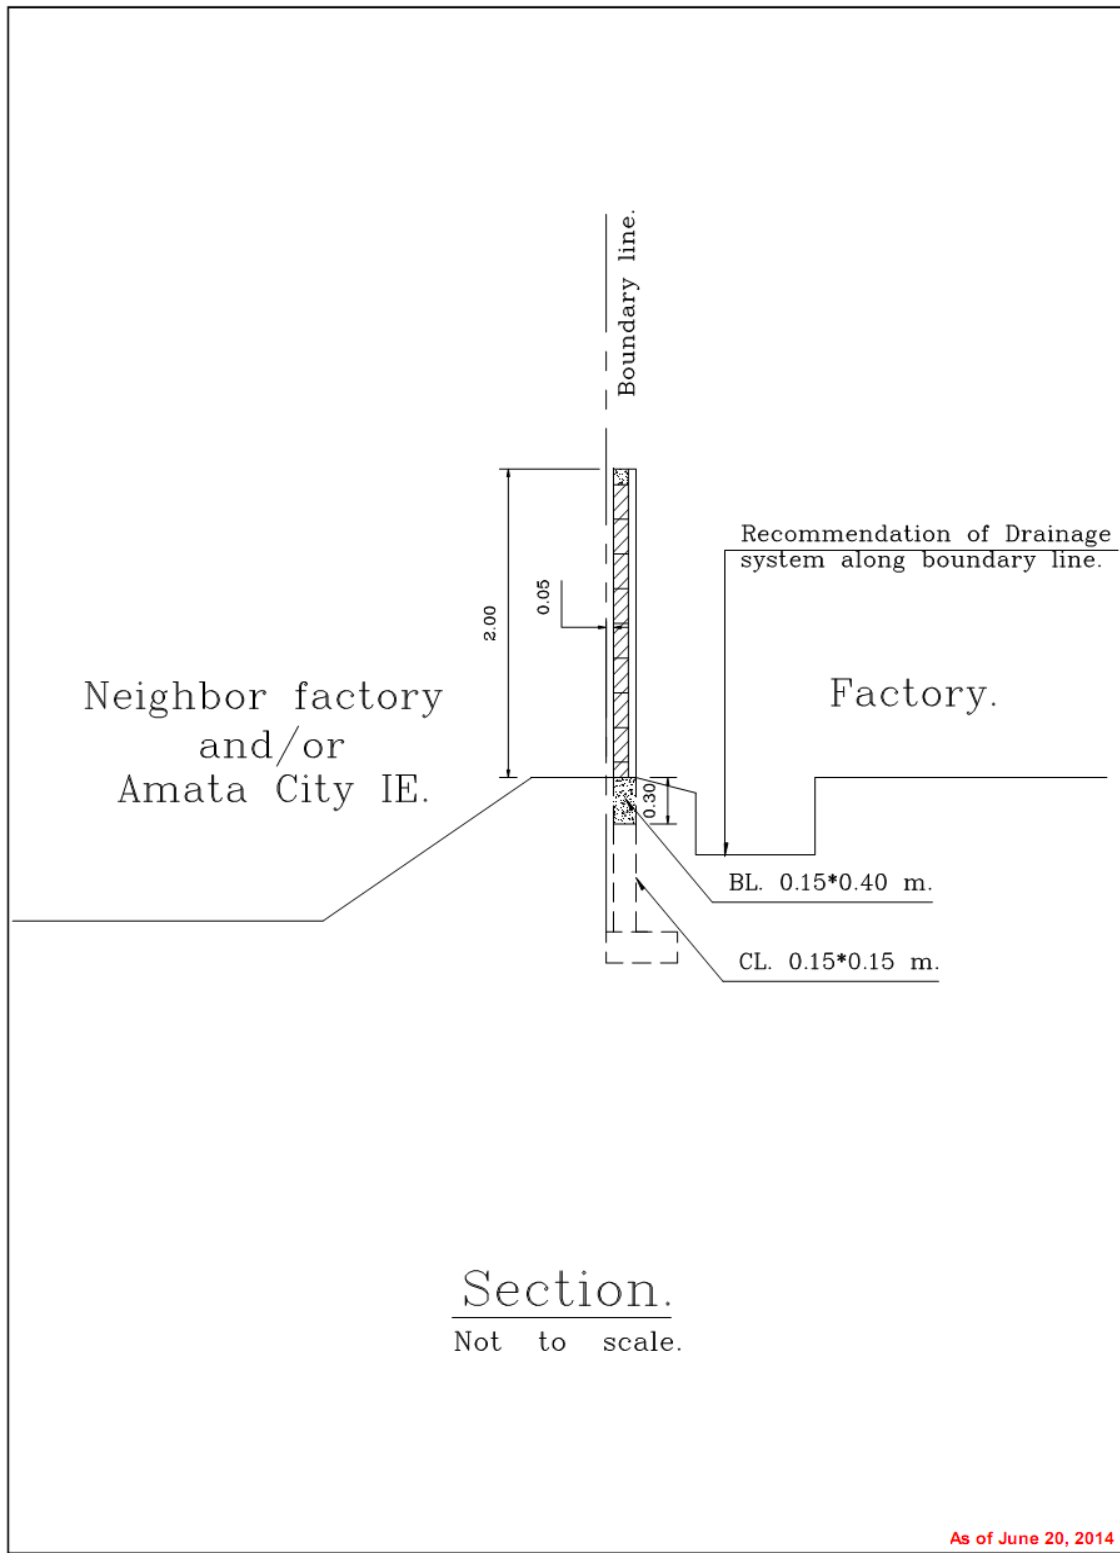 Boundary line.
Recommendation of Drainage
system along boundary line.
0.05
2.00
Neighbor factory
and/or
Amata City IE.
Factory.
0.30
BL. 0.15*0.40 m.
CL. 0.15*0.15 m.
Section.
Not to scale.
As of June 20, 2014